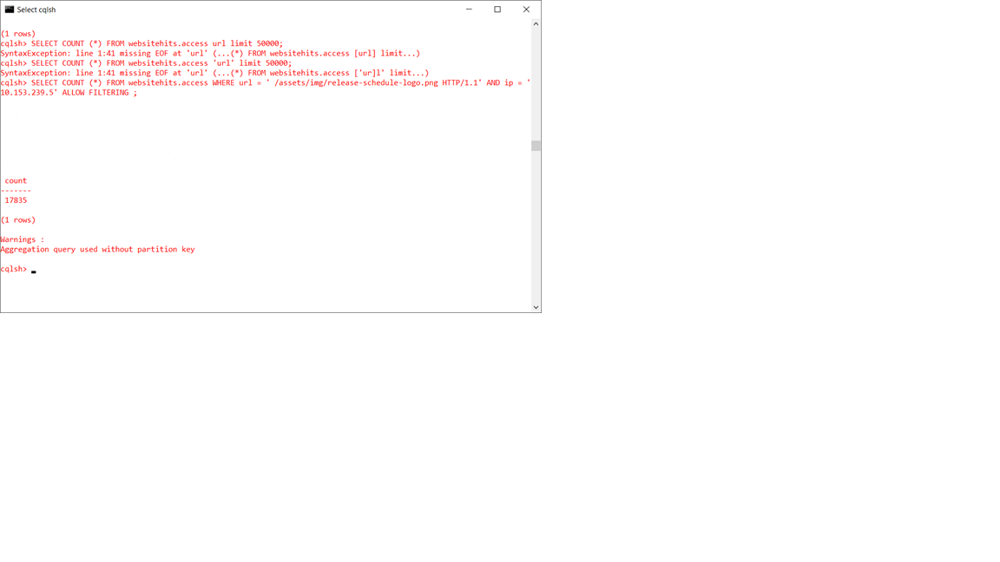 Select cqlsh
(1 rows)
cqlsh> SELECT COUNT (*) FROM websitehits.access url limit 50000;
SyntaxException: line 1:41 missing EOF at 'url' (...(*) FROM websitehits.access [url] limit...)
cqlsh> SELECT COUNT (*) FROM websitehits.access 'url' limit 50000;
SyntaxException: line 1:41 missing EOF at 'url' (...(*) FROM websitehits.access ['ur]l' limit...)
cqlsh> SELECT COUNT (*) FROM websitehits.access WHERE url = ' /assets/img/release-schedule-logo.png HTTP/1.1’ AND ip = ‘
10.153.239.5’ ALLOW FILTERING ;
count
-------
17835
(1 rows)
Warnings :
Aggregation query used without partition key
cqlsh>